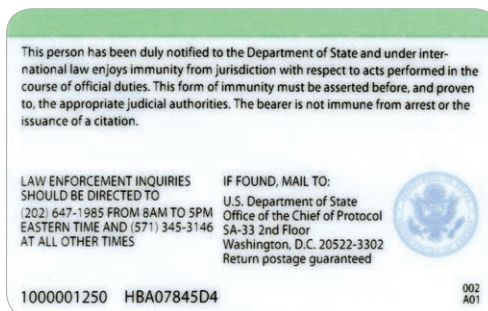 This person has been duly notified to the Department of State and under inter-
national law enjoys immunity from jurisdiction with respect to acts performed in the
course of official duties. This form of immunity must be asserted before, and proven
to, the appropriate judicial authorities. The bearer is not immune from arrest or the
issuance of a citation.
LAW ENFORCEMENT INQUIRIES
SHOULD BE DIRECTED TO
(202) 647-1985 FROM 8AM TO 5PM
EASTERN TIME AND (571) 345-3146
AT ALL OTHER TIMES
IF FOUND, MAIL TO:
U.S. Department of State
Office of the Chief of Protocol
SA-33 2nd Floor
Washington, D.C. 20522-3302
Return postage guaranteed
1000001250 HBA07845D4
002
A01